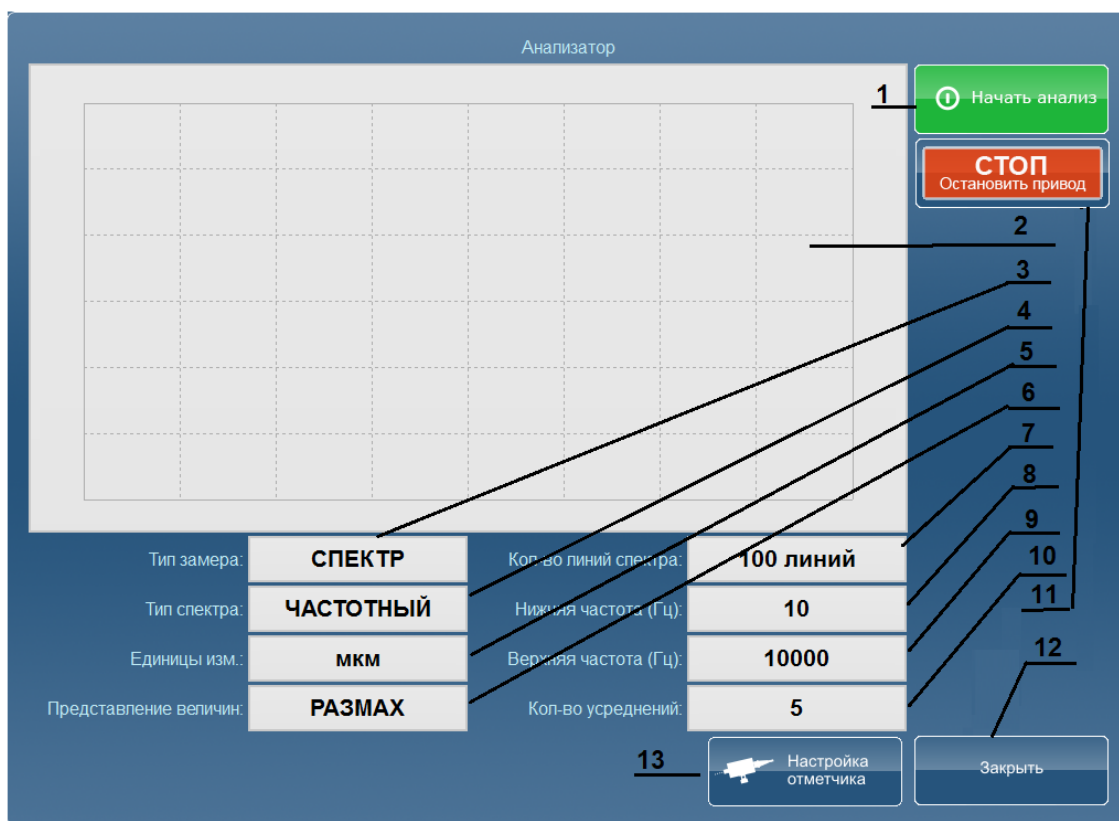 Анализатор
1
Начать анализ
СТОП
Остановить привод
2
3
4
5
6
7
8
9
10
11
12
13
Тип замера: СПЕКТР Кол-во линий спектра: 100 линий
Тип спектра: ЧАСТОТНЫЙ Нижняя частота (Гц): 10
Единицы изм.: мкм Верхняя частота (Гц): 10000
Представление величин: РАЗМАХ Кол-во усреднений: 5
Настройка
отметчика
Закрыть